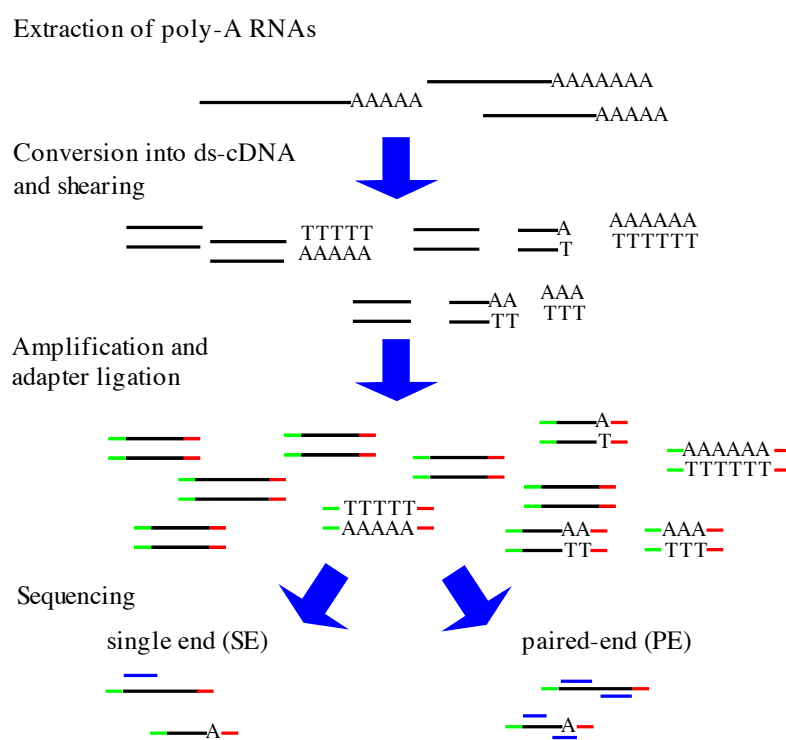 Extraction of poly-A RNAs
AAAAAAA
AAAAA
AAAAA
Conversion into ds-cDNA
and shearing
TTTTT
AAAAA
A
T
AAAAAA
TTTTTT
AA
TT
AAA
TTT
Amplification and
adapter ligation
A
T
AAAAAA
TTTTTT
TTTTT
AAAAA
AA
TT
AAA
TTT
Sequencing
single end (SE)
paired-end (PE)
A
A